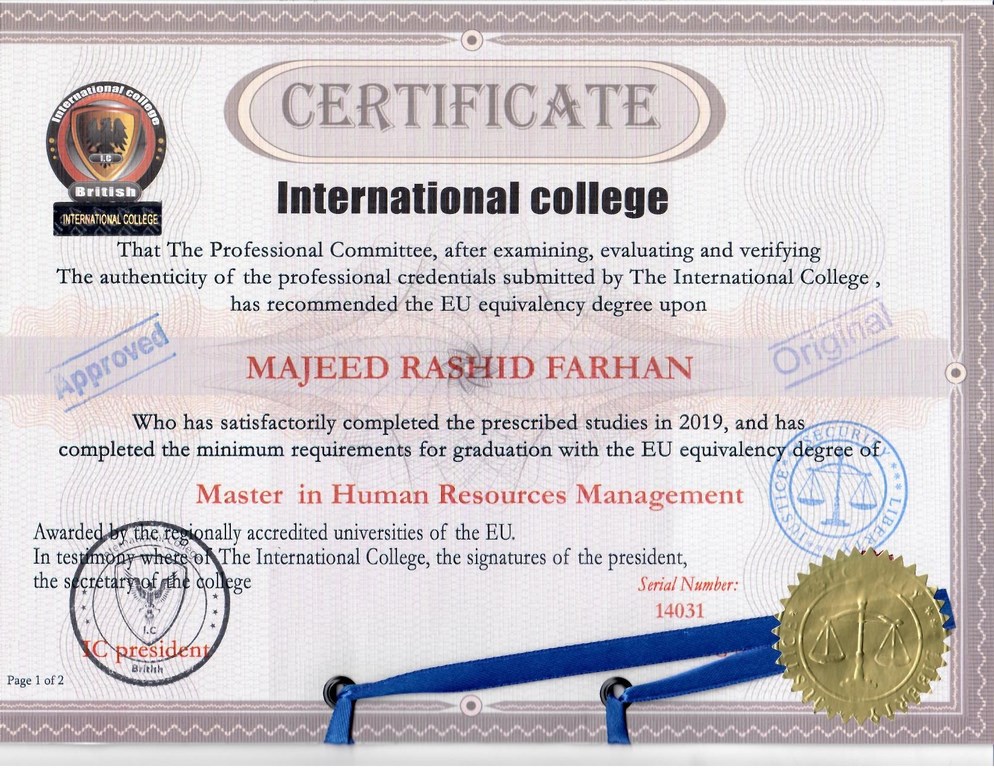 CERTIFICATE
International college
British
I.C
INTERNATIONAL COLLEGE
International college
That The Professional Committee, after examining, evaluating and verifying
The authenticity of the professional credentials submitted by The International College ,
has recommended the EU equivalency degree upon
Approved
Original
MAJEED RASHID FARHAN
Who has satisfactorily completed the prescribed studies in 2019, and has
completed the minimum requirements for graduation with the EU equivalency degree of
SECURITY
JUSTICE
LIBERTY
Master in Human Resources Management
Awarded by the regionally accredited universities of the EU.
In testimony where of The International College, the signatures of the president,
the secretary of the college
Serial Number:
14031
International College
I.C
IC president
British
Page 1 of 2